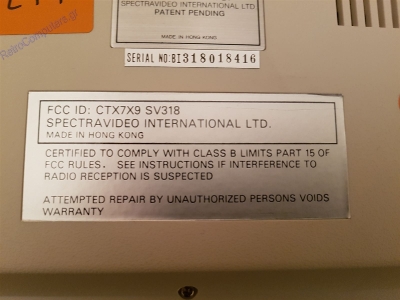 RetroComputers.gr
SPECTRAVIDEO INTERNATIONAL LTD
PATENT PENDING
MADE IN HONG KONG
SERIAL NO: BI318018416
FCC ID: CTX7X9 SV318
SPECTRAVIDEO INTERNATIONAL LTD.
MADE IN HONG KONG
CERTIFIED TO COMPLY WITH CLASS B LIMITS PART 15 OF
FCC RULES. SEE INSTRUCTIONS IF INTERFERENCE TO
RADIO RECEPTION IS SUSPECTED
ATTEMPTED REPAIR BY UNAUTHORIZED PERSONS VOIDS
WARRANTY